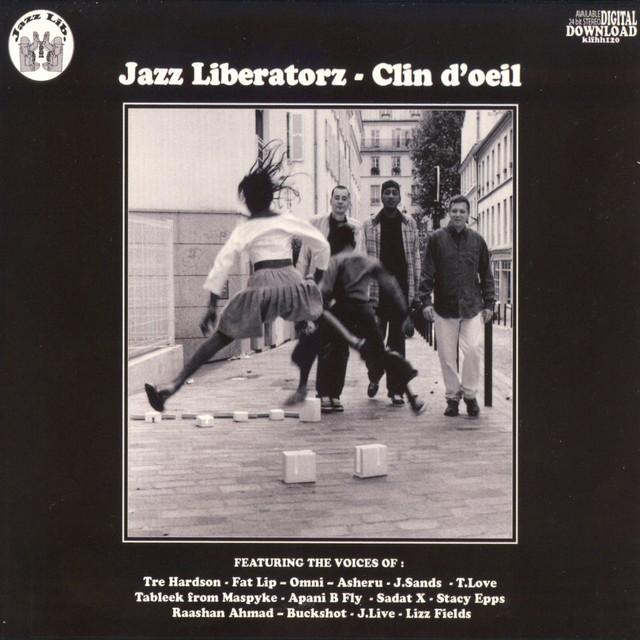 Jazz Lib.
AVAILABLE
24 bit STEREO DIGITAL
DOWNLOAD
kifhh120
Jazz Liberatorz - Clin d'oeil
FEATURING THE VOICES OF :
Tre Hardson - Fat Lip – Omni – Asheru - J.Sands - T.Love
Tableek from Maspyke - Apani B Fly - Sadat X - Stacy Epps
Raashan Ahmad – Buckshot - J.Live - Lizz Fields